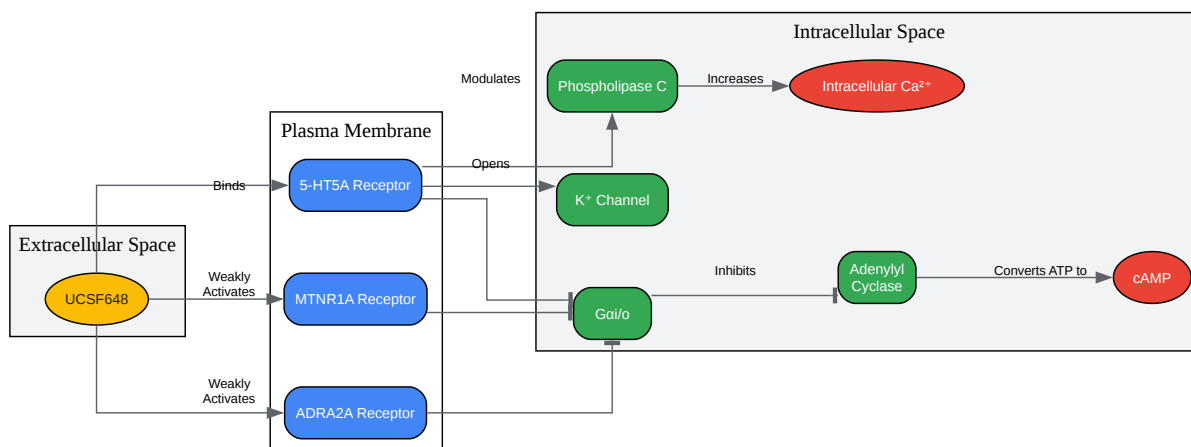 Intracellular Space
Modulates
Phospholipase C
Increases
Intracellular Ca²⁺
Plasma Membrane
Opens
Binds
5-HT5A Receptor
K⁺ Channel
Extracellular Space
UCSF648
Weakly
Activates
MTNR1A Receptor
Gαi/o
Inhibits
Adenylyl
Cyclase
Converts ATP to
cAMP
Weakly
Activates
ADRA2A Receptor